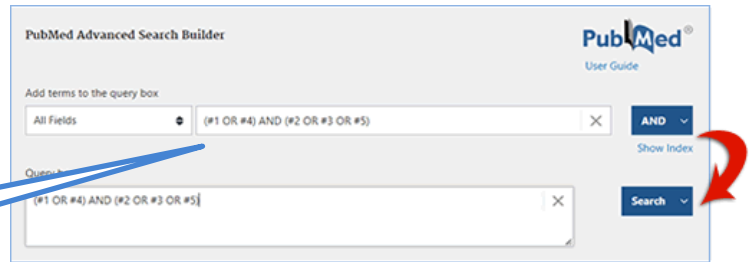 PubMed Advanced Search Builder
PubMed®
User Guide
Add terms to the query box
All Fields
(#1 OR #4) AND (#2 OR #3 OR #5)
AND
Show Index
Query
(#1 OR #4) AND (#2 OR #3 OR #5)
Search